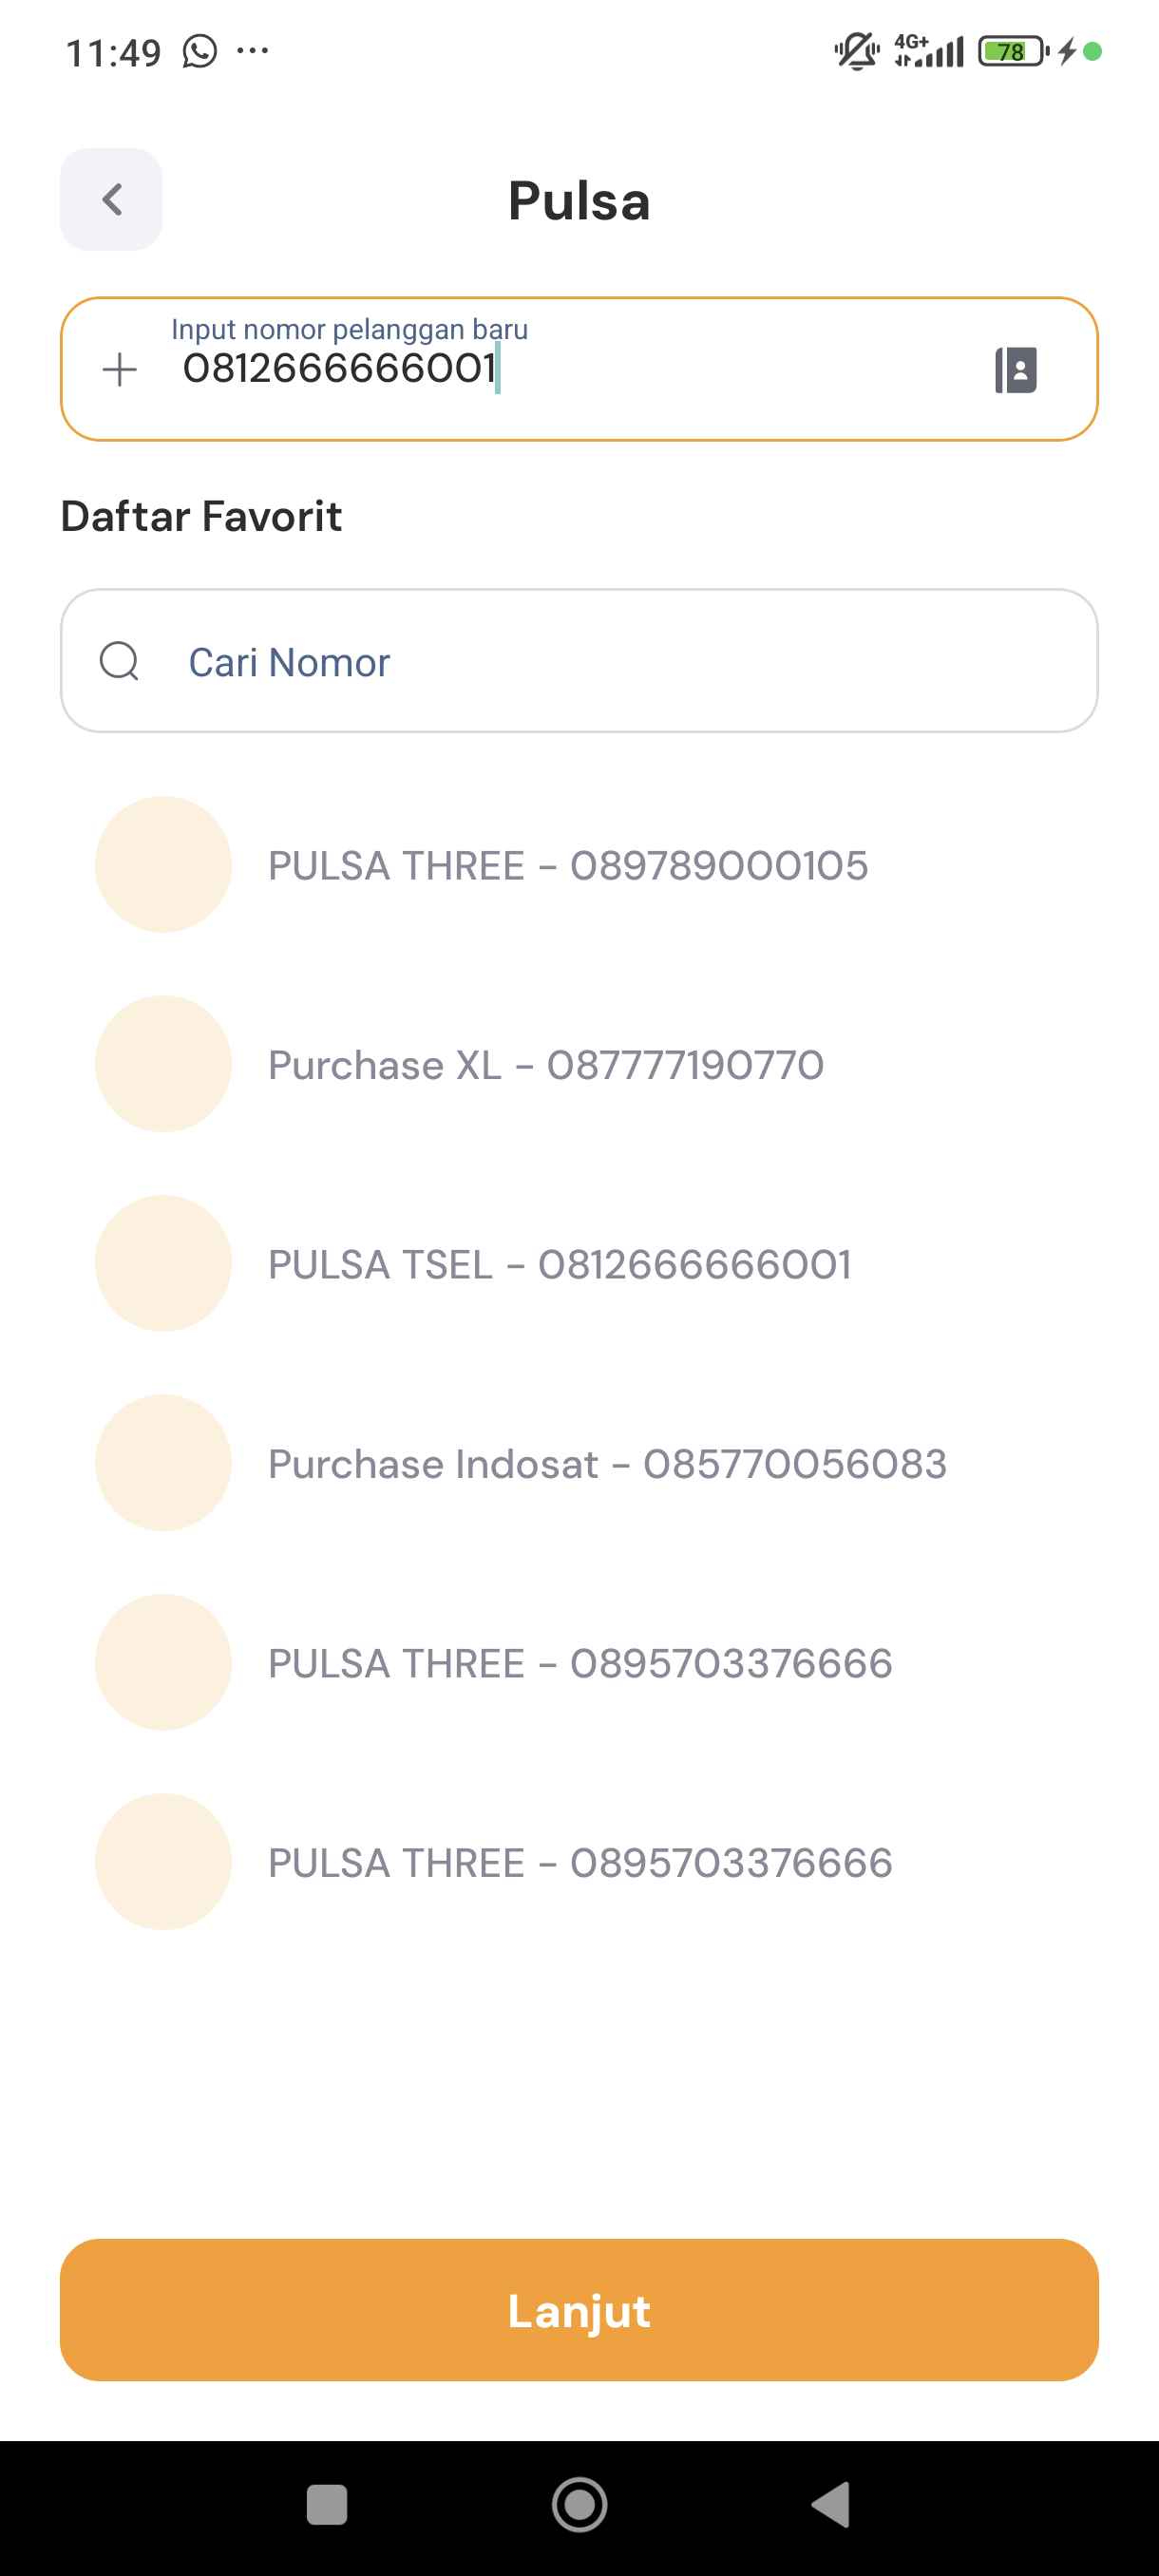 11:49
4G+
78
Pulsa
Input nomor pelanggan baru
0812666666001
Daftar Favorit
Cari Nomor
PULSA THREE - 089789000105
Purchase XL - 087777190770
PULSA TSEL - 0812666666001
Purchase Indosat - 085770056083
PULSA THREE - 0895703376666
PULSA THREE - 0895703376666
Lanjut